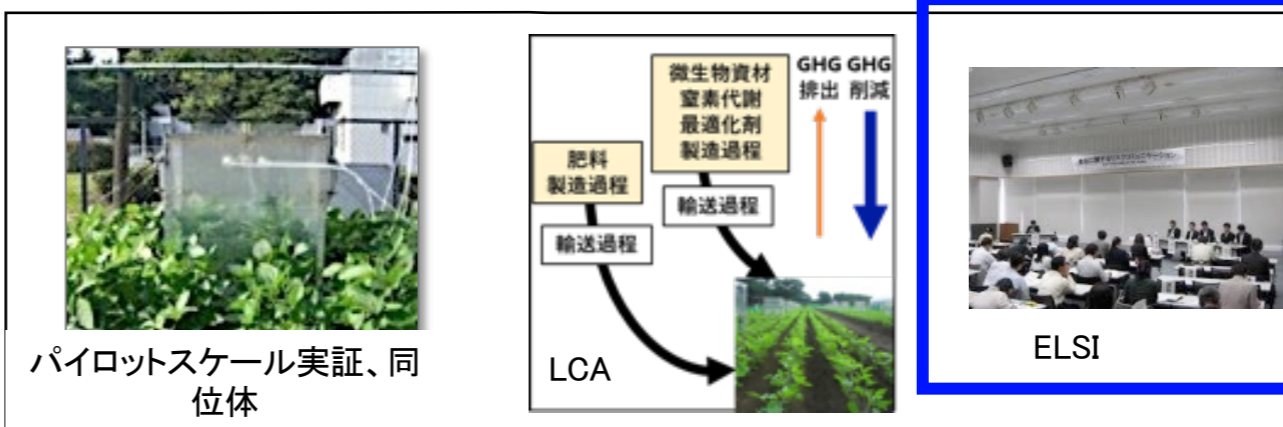 パイロットスケール実証、同
位体
微生物資材
窒素代謝
最適化剤
製造過程
GHG GHG
排出 削減
肥料
製造過程
輸送過程
輸送過程
LCA
ELSI